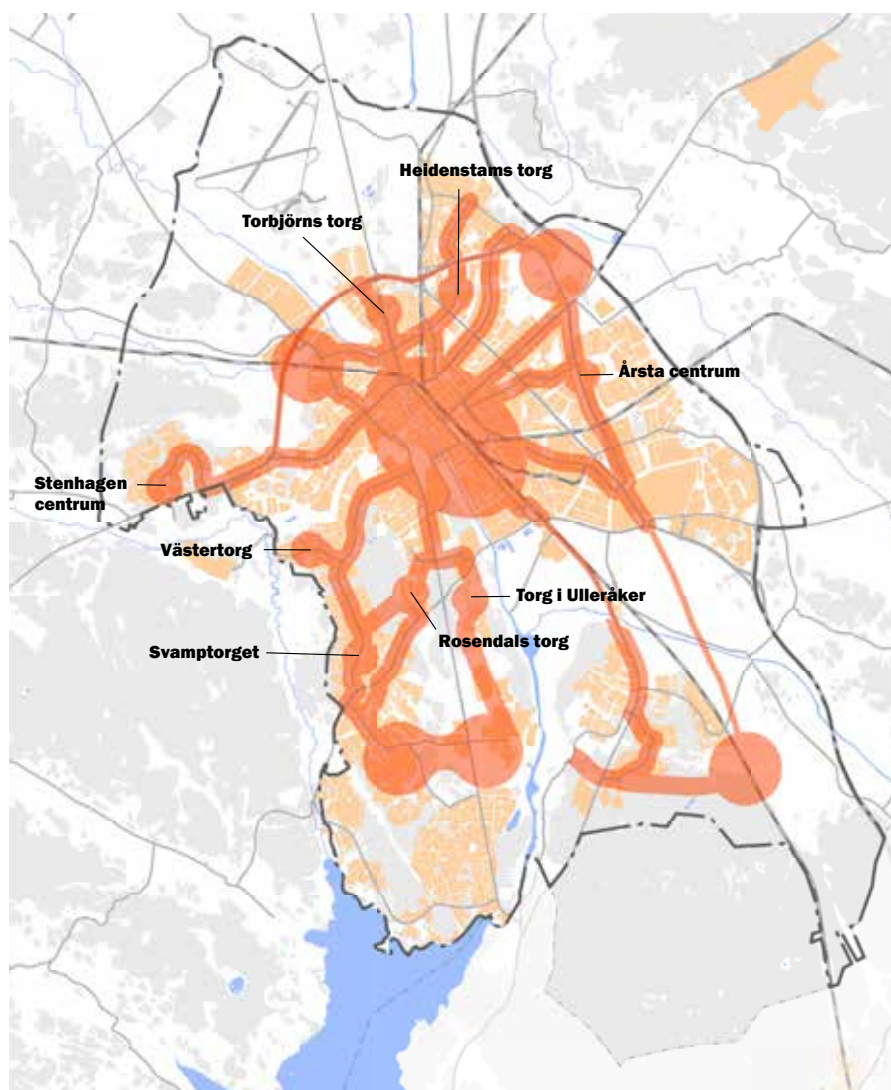 Heidenstams torg
Torbjörns torg
Årsta centrum
Stenhagen
centrum
Västertorg
Torg i Ulleråker
Rosendals torg
Svamptorget